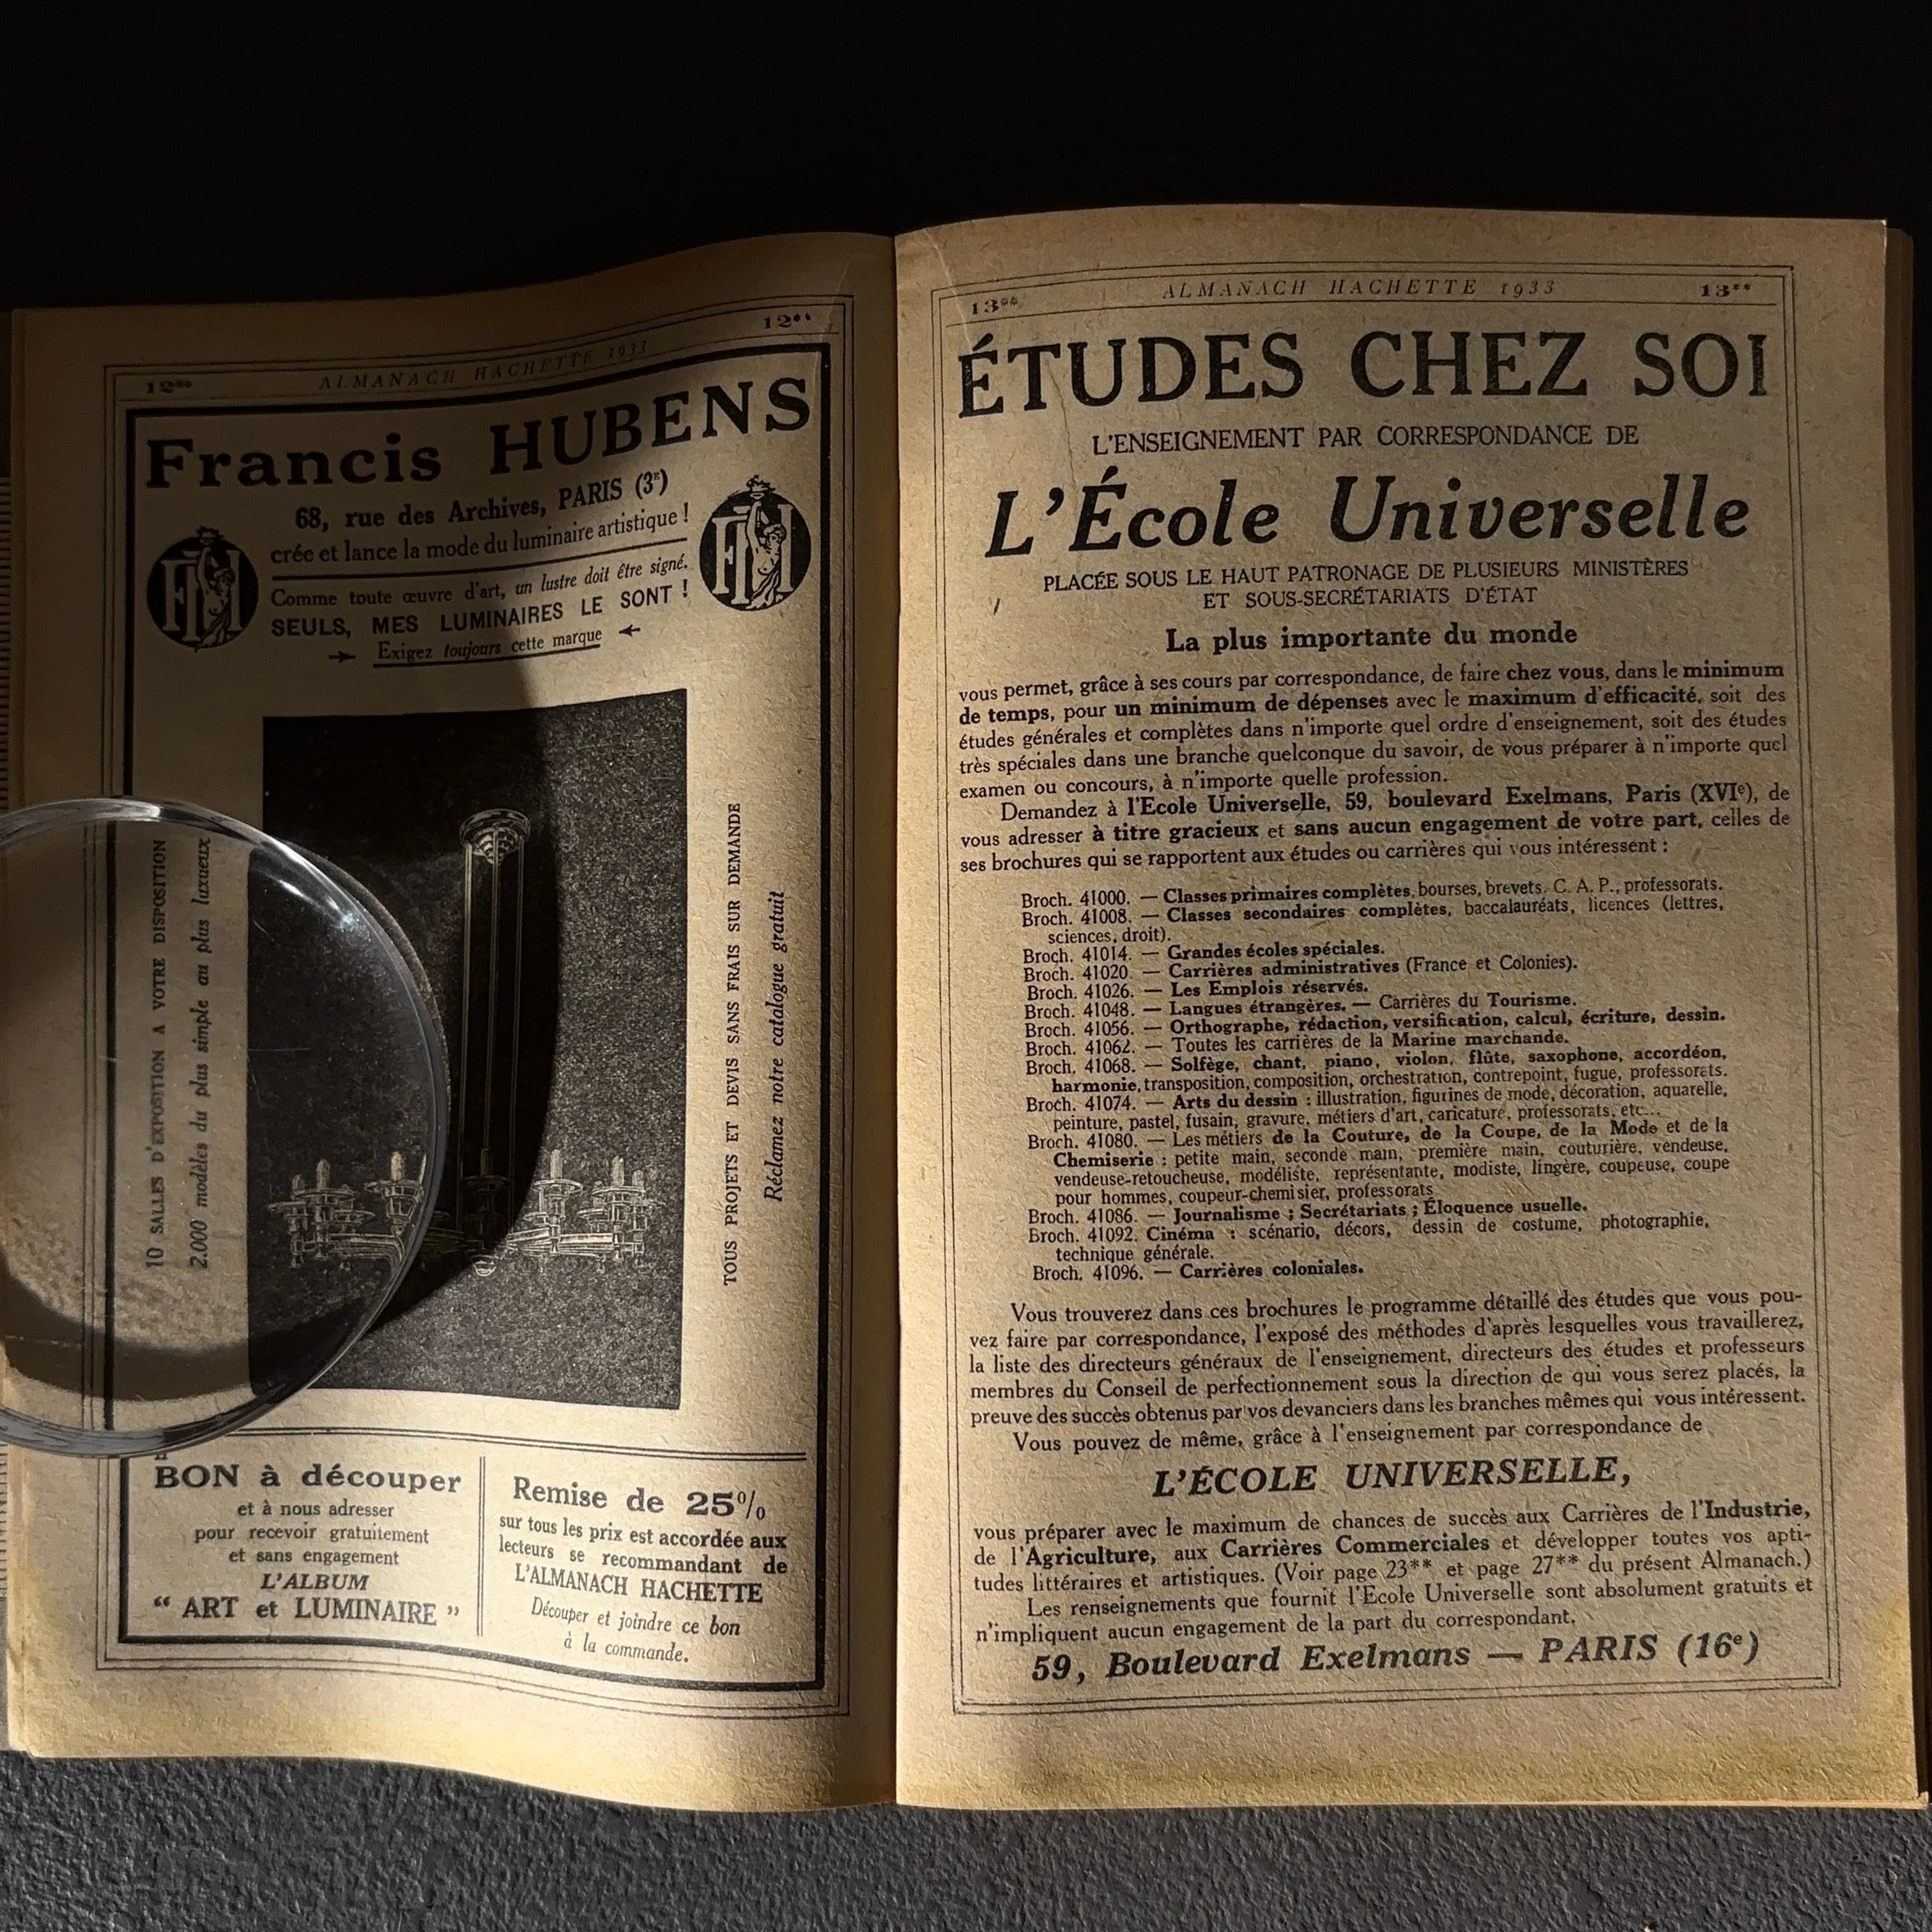 12**
ALMANACH HACHETTE 1933
12**
Francis HUBENS
68, rue des Archives, PARIS (3ᵉ)
crée et lance la mode du luminaire artistique !
Comme toute œuvre d'art, un lustre doit être signé.
SEULS, MES LUMINAIRES LE SONT !
Exigez toujours cette marque
FH
FH
10 SALLES D'EXPOSITION A VOTRE DISPOSITION
2.000 modèles du plus simple au plus luxueux
TOUS PROJETS ET DEVIS SANS FRAIS SUR DEMANDE
Réclamez notre catalogue gratuit
BON à découper
et à nous adresser
pour recevoir gratuitement
et sans engagement
L'ALBUM
“ ART et LUMINAIRE ”
Remise de 25%
sur tous les prix est accordée aux
lecteurs se recommandant de
L'ALMANACH HACHETTE
Découper et joindre ce bon
à la commande.
13**
ALMANACH HACHETTE 1933
13**
ÉTUDES CHEZ SOI
L'ENSEIGNEMENT PAR CORRESPONDANCE DE
L'École Universelle
PLACÉE SOUS LE HAUT PATRONAGE DE PLUSIEURS MINISTÈRES
ET SOUS-SECRÉTARIATS D'ÉTAT
La plus importante du monde
vous permet, grâce à ses cours par correspondance, de faire chez vous, dans le minimum
de temps, pour un minimum de dépenses avec le maximum d'efficacité, soit des
études générales et complètes dans n'importe quel ordre d'enseignement, soit des études
très spéciales dans une branche quelconque du savoir, de vous préparer à n'importe quel
examen ou concours, à n'importe quelle profession.
Demandez à l'Ecole Universelle, 59, boulevard Exelmans, Paris (XVIᵉ), de
vous adresser à titre gracieux et sans aucun engagement de votre part, celles de
ses brochures qui se rapportent aux études ou carrières qui vous intéressent :
Broch. 41000. — Classes primaires complètes, bourses, brevets, C. A. P., professorats.
Broch. 41008. — Classes secondaires complètes, baccalauréats, licences (lettres,
sciences, droit).
Broch. 41014. — Grandes écoles spéciales.
Broch. 41020. — Carrières administratives (France et Colonies).
Broch. 41026. — Les Emplois réservés.
Broch. 41048. — Langues étrangères. — Carrières du Tourisme.
Broch. 41056. — Orthographe, rédaction, versification, calcul, écriture, dessin.
Broch. 41062. — Toutes les carrières de la Marine marchande.
Broch. 41068. — Solfège, chant, piano, violon, flûte, saxophone, accordéon,
harmonie, transposition, composition, orchestration, contrepoint, fugue, professorats.
Broch. 41074. — Arts du dessin : illustration, figurines de mode, décoration, aquarelle,
peinture, pastel, fusain, gravure, métiers d'art, caricature, professorats, etc...
Broch. 41080. — Les métiers de la Couture, de la Coupe, de la Mode et de la
Chemiserie : petite main, seconde main, première main, couturière, vendeuse,
vendeuse-retoucheuse, modéliste, représentante, modiste, lingère, coupeuse, coupe
pour hommes, coupeur-chemisier, professorats
Broch. 41086. — Journalisme ; Secrétariats ; Éloquence usuelle.
Broch. 41092. Cinéma : scénario, décors, dessin de costume, photographie,
technique générale.
Broch. 41096. — Carrières coloniales.
Vous trouverez dans ces brochures le programme détaillé des études que vous pou-
vez faire par correspondance, l'exposé des méthodes d'après lesquelles vous travaillerez,
la liste des directeurs généraux de l'enseignement, directeurs des études et professeurs
membres du Conseil de perfectionnement sous la direction de qui vous serez placés, la
preuve des succès obtenus par vos devanciers dans les branches mêmes qui vous intéressent.
Vous pouvez de même, grâce à l'enseignement par correspondance de
L'ÉCOLE UNIVERSELLE,
vous préparer avec le maximum de chances de succès aux Carrières de l'Industrie,
de l'Agriculture, aux Carrières Commerciales et développer toutes vos apti-
tudes littéraires et artistiques. (Voir page 23** et page 27** du présent Almanach.)
Les renseignements que fournit l'Ecole Universelle sont absolument gratuits et
n'impliquent aucun engagement de la part du correspondant.
59, Boulevard Exelmans — PARIS (16ᵉ)